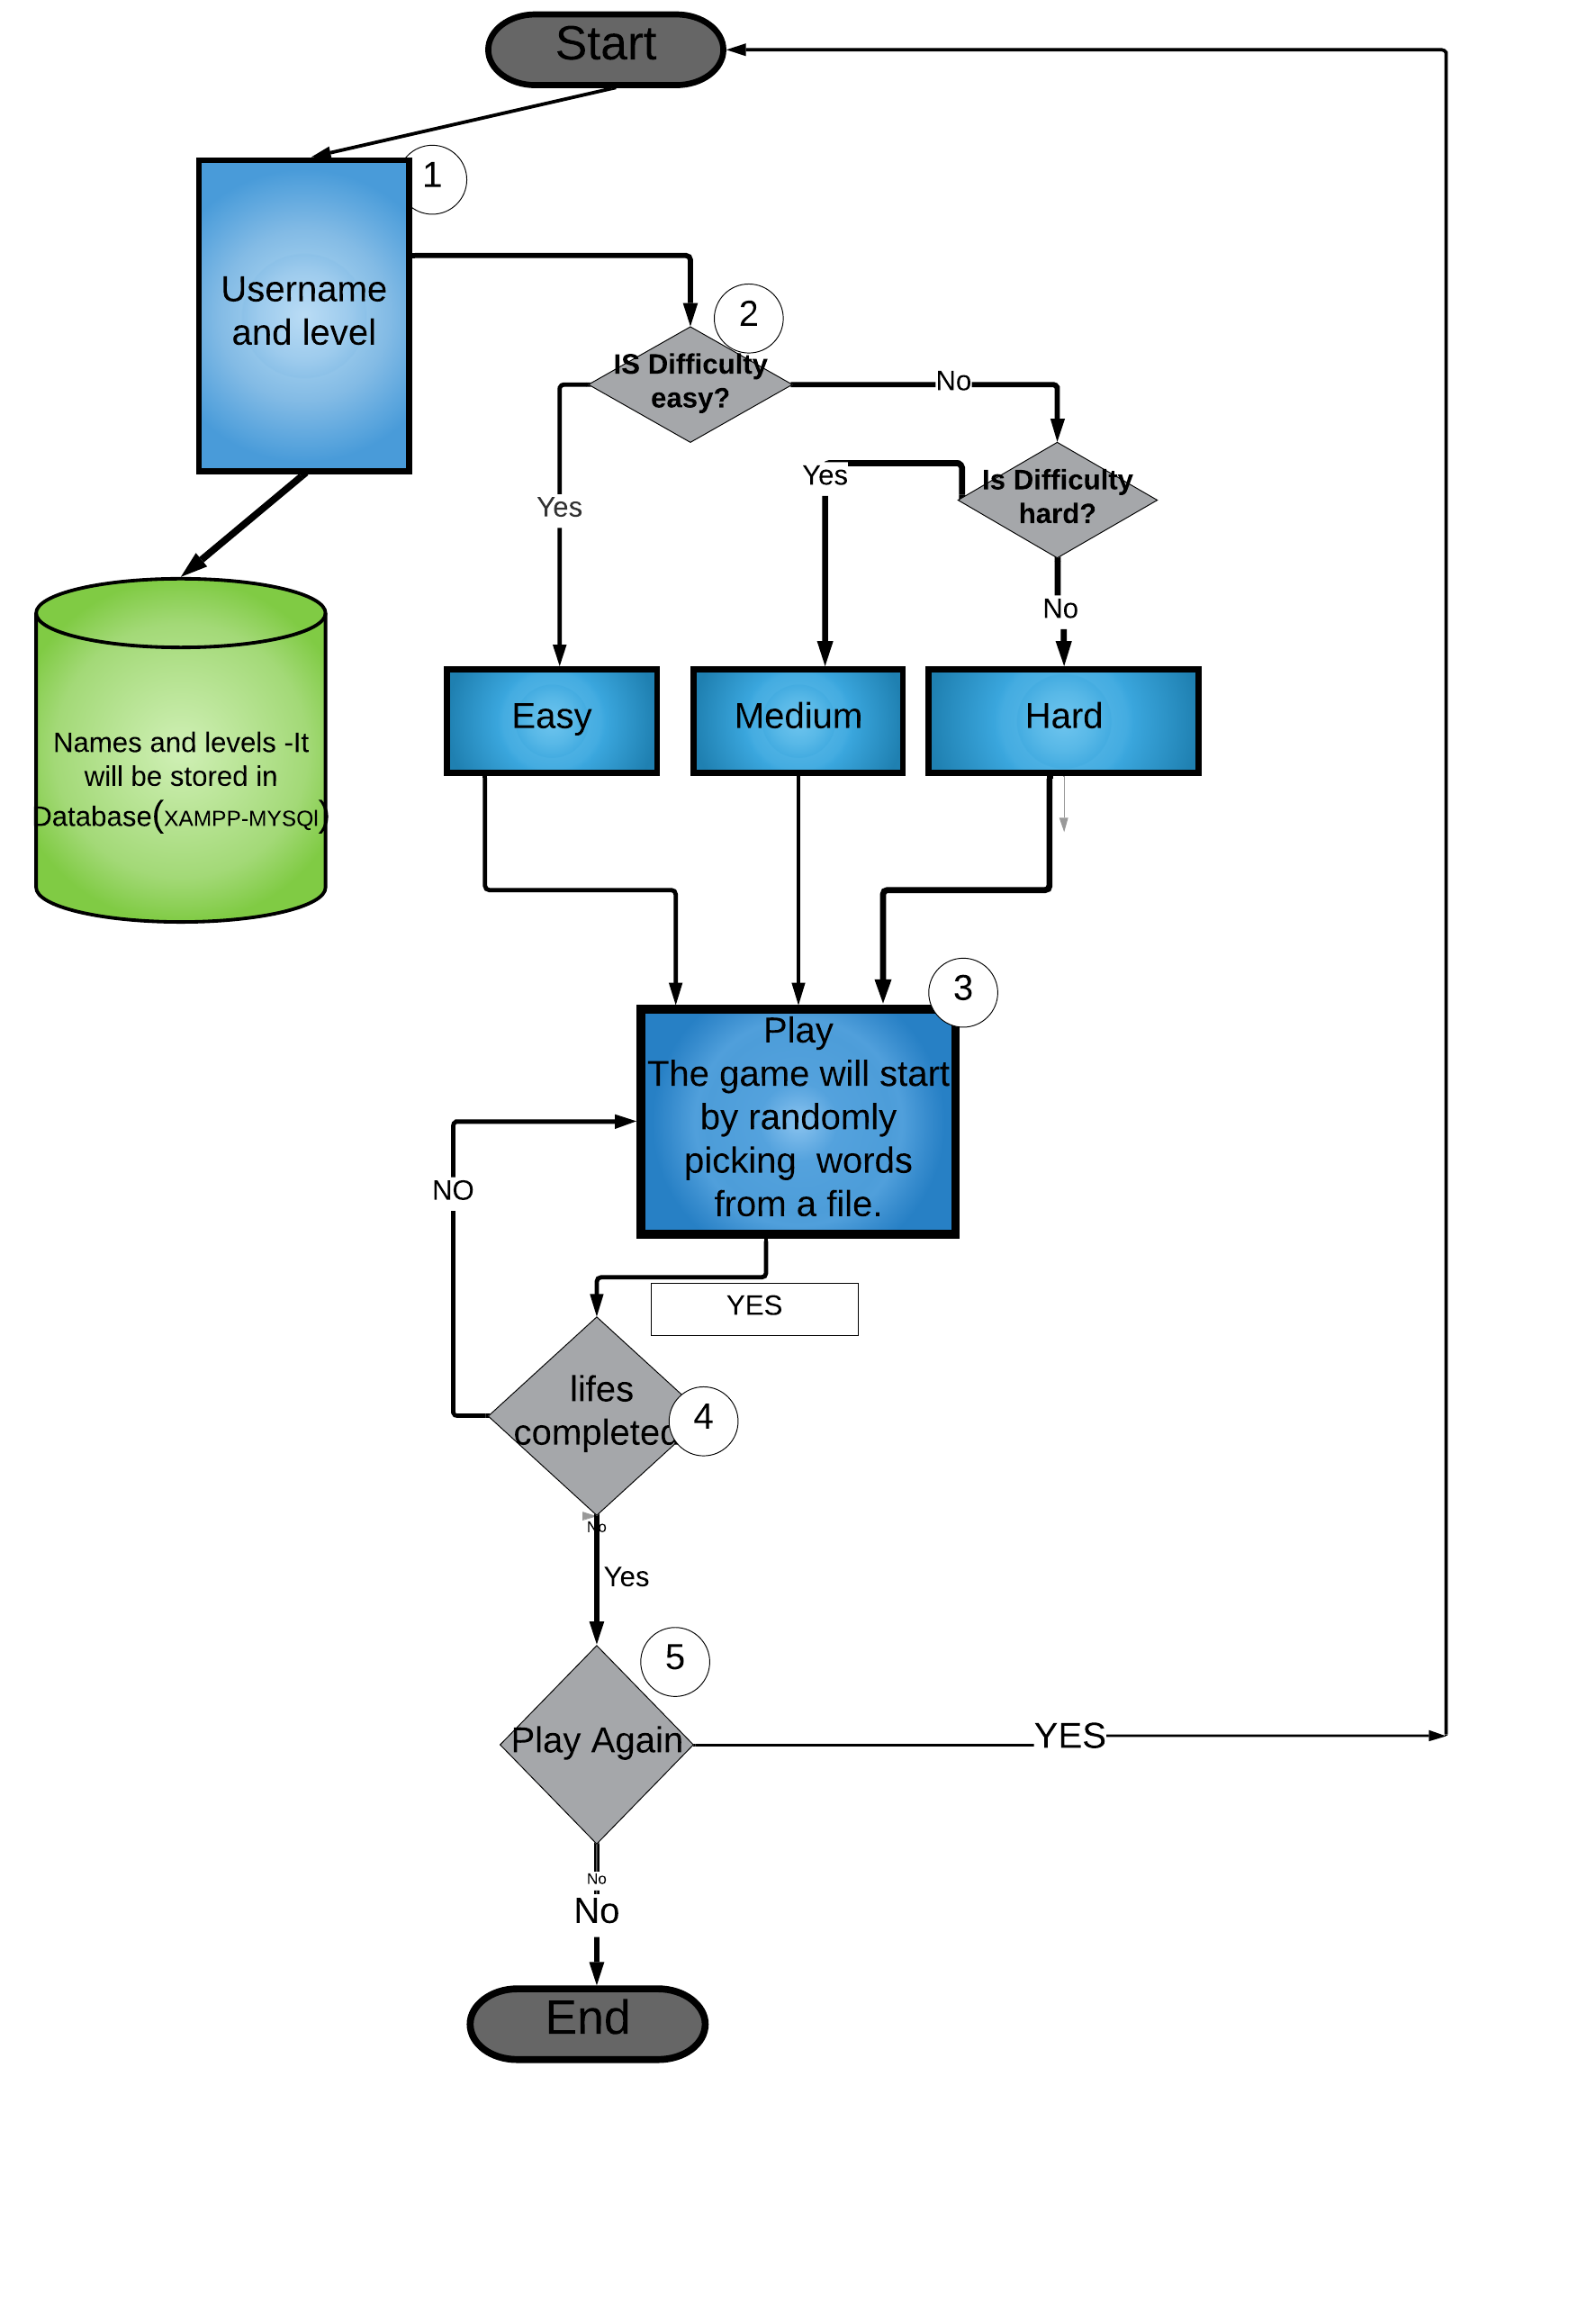 Start
1
Username
and level
2
IS Difficulty
easy?
No
Is Difficulty
hard?
Yes
Yes
No
Easy
Medium
Hard
Names and levels -It
will be stored in
Database(XAMPP-MYSQl)
3
Play
The game will start
by randomly
picking  words
from a file.
NO
YES
lifes
completed
4
No
Yes
5
Play Again
YES
No
No
End